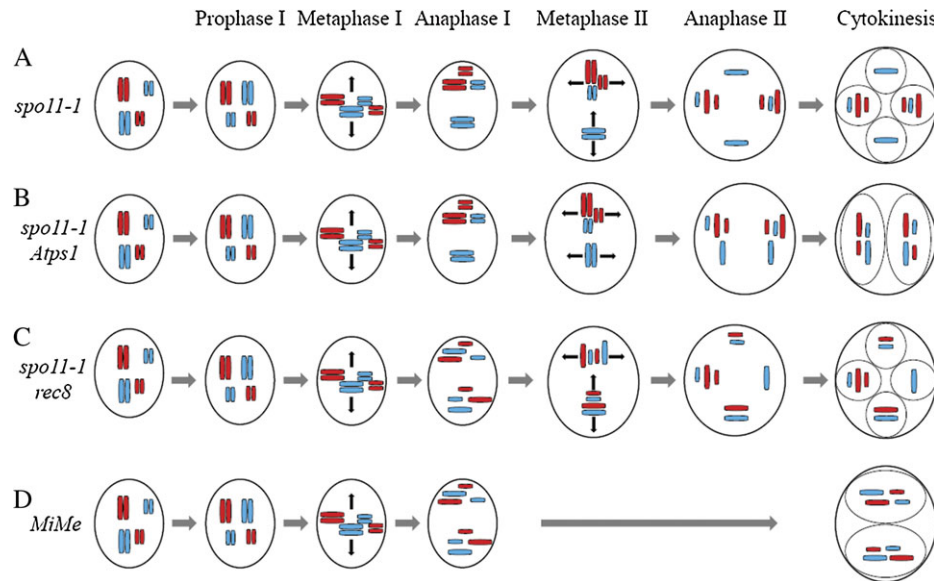 Prophase I Metaphase I Anaphase I Metaphase II Anaphase II Cytokinesis
A
spo11-1
B
spo11-1
Atps1
C
spo11-1
rec8
D
MiMe